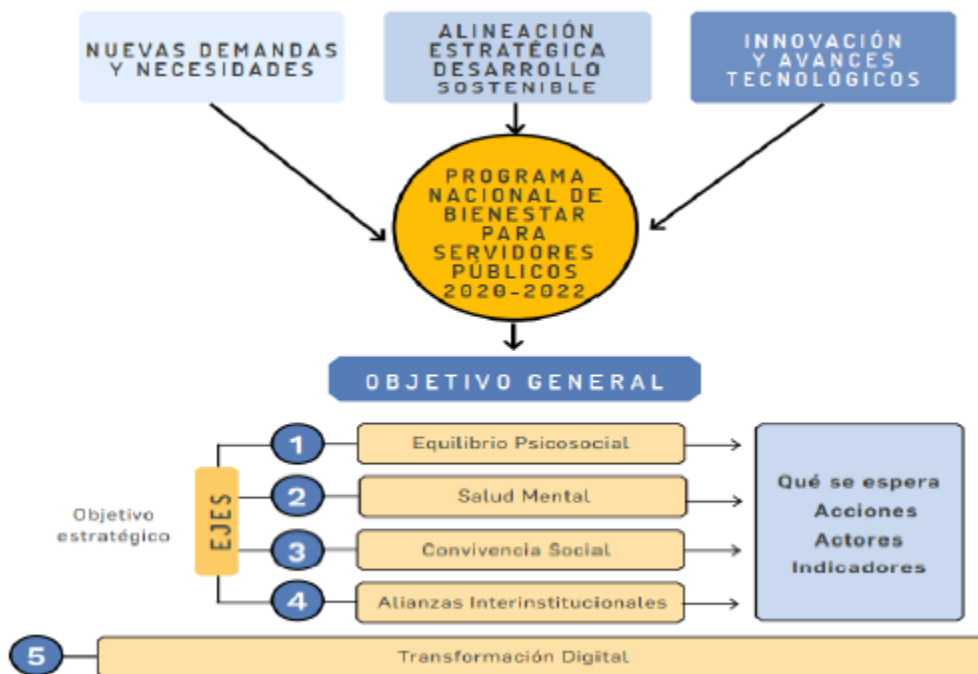 NUEVAS DEMANDAS
Y NECESIDADES
ALINEACIÓN
ESTRATÉGICA
DESARROLLO
SOSTENIBLE
INNOVACIÓN
Y AVANCES
TECNOLÓGICOS
PROGRAMA
NACIONAL DE
BIENESTAR
PARA
SERVIDORES
PÚBLICOS
2020-2022
OBJETIVO GENERAL
Objetivo
estratégico
EJES
1
Equilibrio Psicosocial
2
Salud Mental
3
Convivencia Social
4
Alianzas Interinstitucionales
Qué se espera
Acciones
Actores
Indicadores
5
Transformación Digital